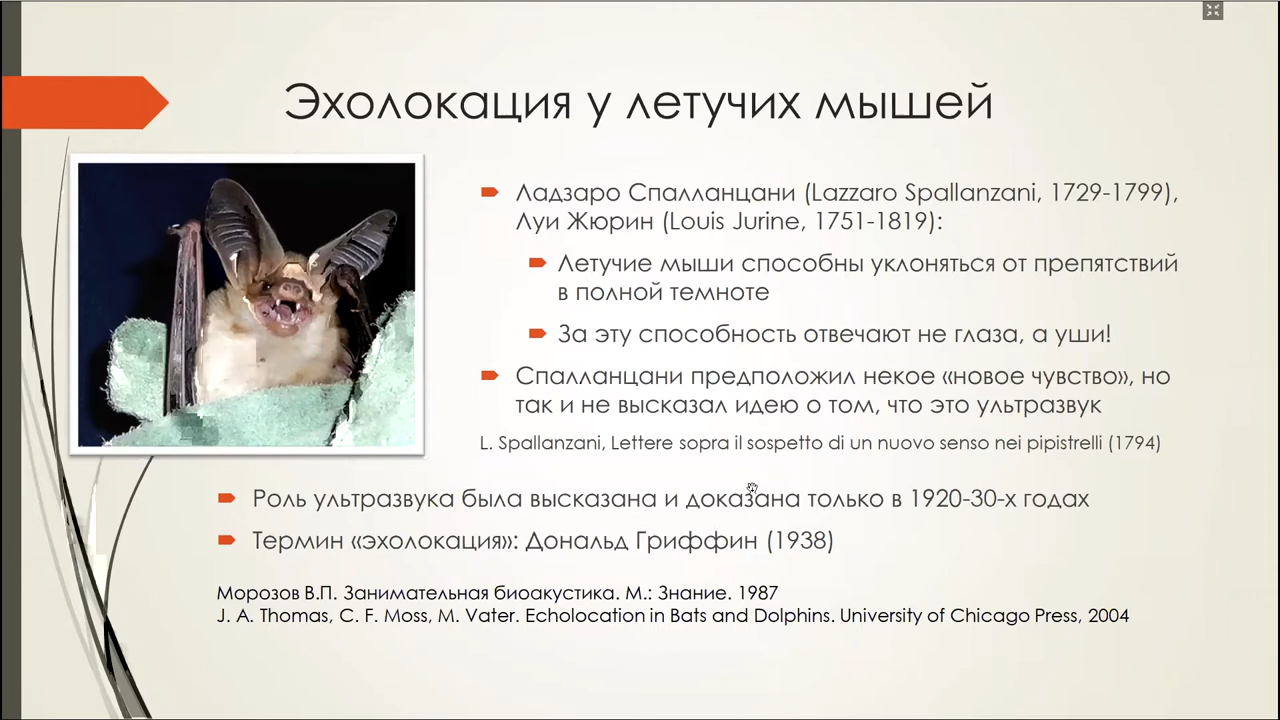 Эхолокация у летучих мышей
Ладзаро Спалланцани (Lazzaro Spallanzani, 1729-1799),
Луи Жюрин (Louis Jurine, 1751-1819):
Летучие мыши способны уклоняться от препятствий
в полной темноте
За эту способность отвечают не глаза, а уши!
Спалланцани предположил некое «новое чувство», но
так и не высказал идею о том, что это ультразвук
L. Spallanzani, Lettere sopra il sospetto di un nuovo senso nei pipistrelli (1794)
Роль ультразвука была высказана и доказана только в 1920-30-х годах
Термин «эхолокация»: Дональд Гриффин (1938)
Морозов В.П. Занимательная биоакустика. М.: Знание. 1987
J. A. Thomas, C. F. Moss, M. Vater. Echolocation in Bats and Dolphins. University of Chicago Press, 2004